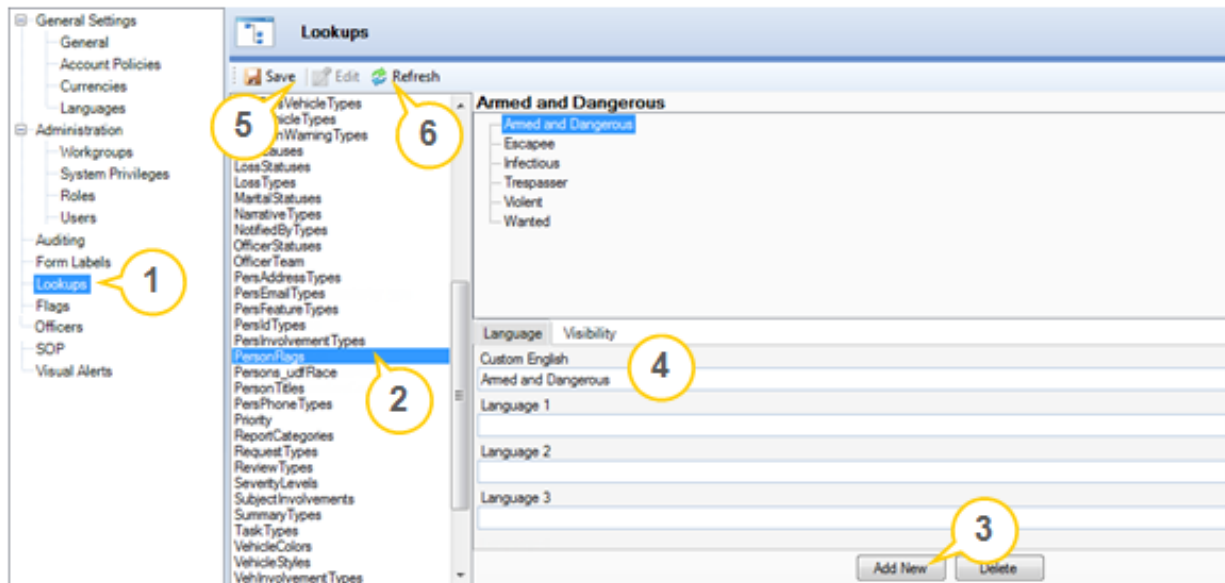 General Settings
General
Account Policies
Currencies
Languages
Administration
Workgroups
System Privileges
Roles
Users
Auditing
Form Labels
Lookups
Flags
Officers
SOP
Visual Alerts
1
Lookups
Save
Edit
Refresh
5
6
VehicleTypes
WarningTypes
LossStatuses
LossTypes
MaritalStatuses
NarrativeTypes
NotifiedByTypes
OfficerStatuses
OfficerTeam
PersAddressTypes
PersEmailTypes
PersFeatureTypes
PersIdTypes
PersInvolvementTypes
PersonFlags
Persons_udfRace
PersonTitles
PersPhoneTypes
Priority
ReportCategories
RequestTypes
ReviewTypes
SeverityLevels
SubjectInvolvements
SummaryTypes
TaskTypes
VehicleColors
VehicleStyles
VehInvolvementTypes
2
Armed and Dangerous
Armed and Dangerous
Escapee
Infectious
Trespasser
Violent
Wanted
Language Visibility
Custom English
Armed and Dangerous
4
Language 1
Language 2
Language 3
3
Add New
Delete